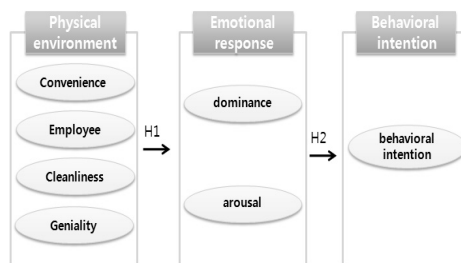 Physical
environment
Emotional
response
Behavioral
intention
Convenience
Employee
Cleanliness
Geniality
H1
dominance
arousal
H2
behavioral
intention